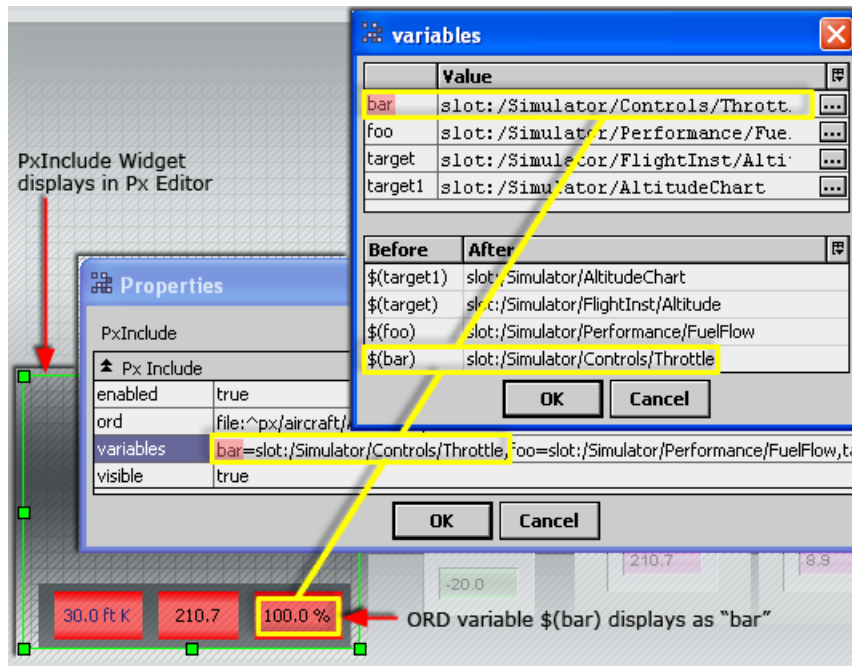 variables
Value
bar slot:/Simulator/Controls/Thrott.
foo slot:/Simulator/Performance/Fue.
target slot:/Simulator/FlightInst/Alti
target1 slot:/Simulator/AltitudeChart
Before After
$(target1) slot:/Simulator/AltitudeChart
$(target) slot:/Simulator/FlightInst/Altitude
$(foo) slot:/Simulator/Performance/FuelFlow
$(bar) slot:/Simulator/Controls/Throttle
OK Cancel
PxInclude Widget
displays in Px Editor
Properties
PxInclude
Px Include
enabled true
ord file:^px/aircraft/
variables bar=slot:/Simulator/Controls/Throttle,foo=slot:/Simulator/Performance/FuelFlow,ta
visible true
OK Cancel
-20.0
210.7
8.9
30.0 ft K 210.7 100.0 %
ORD variable $(bar) displays as “bar”